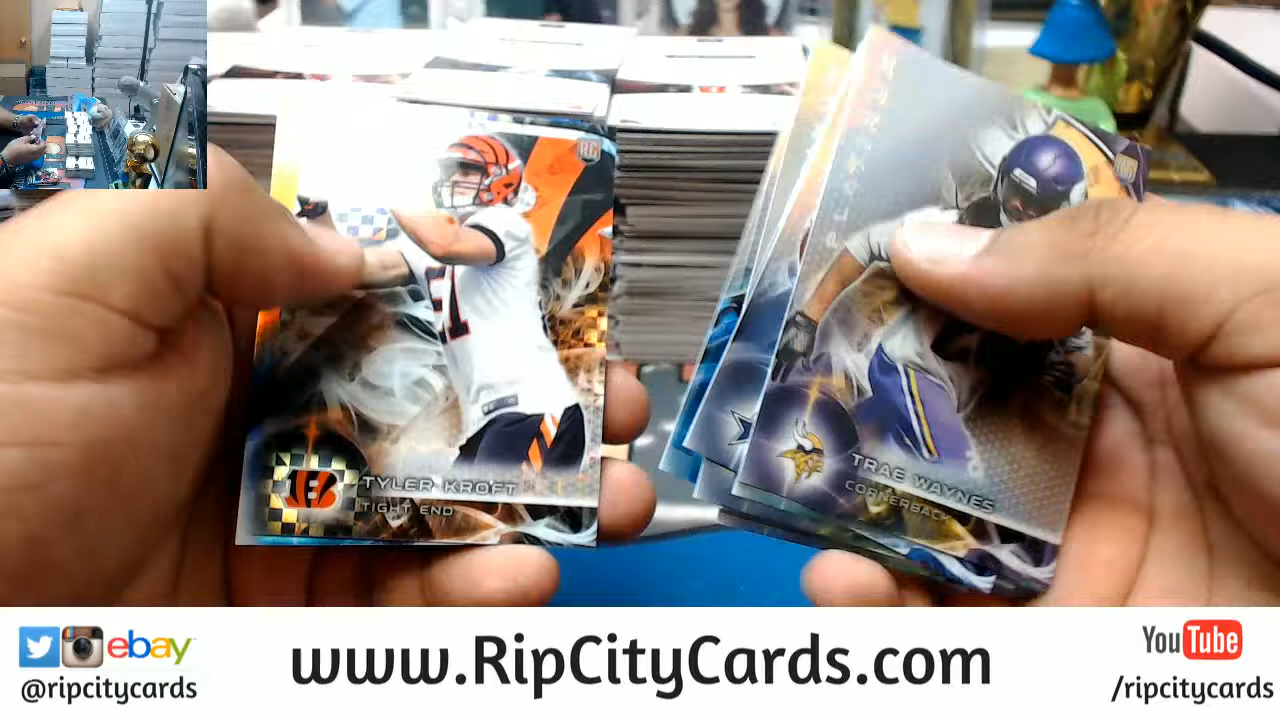 RC
TYLER KROFT
TIGHT END
RC
TRAE WAYNES
CORNERBACK
ebay
@ripcitycards
www.RipCityCards.com
YouTube
/ripcitycards